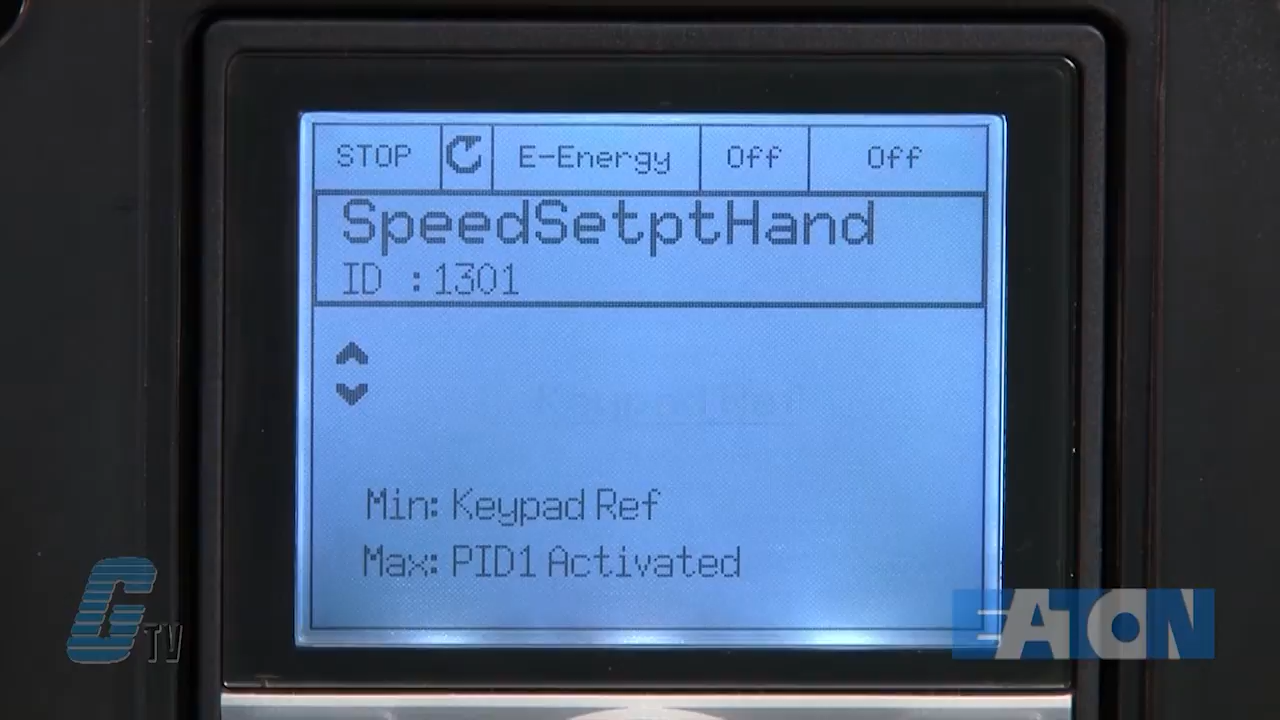 STOP E-Energy Off Off
SpeedSetptHand
ID :1301
Min: Keypad Ref
Max: PID1 Activated
G TV
EATON